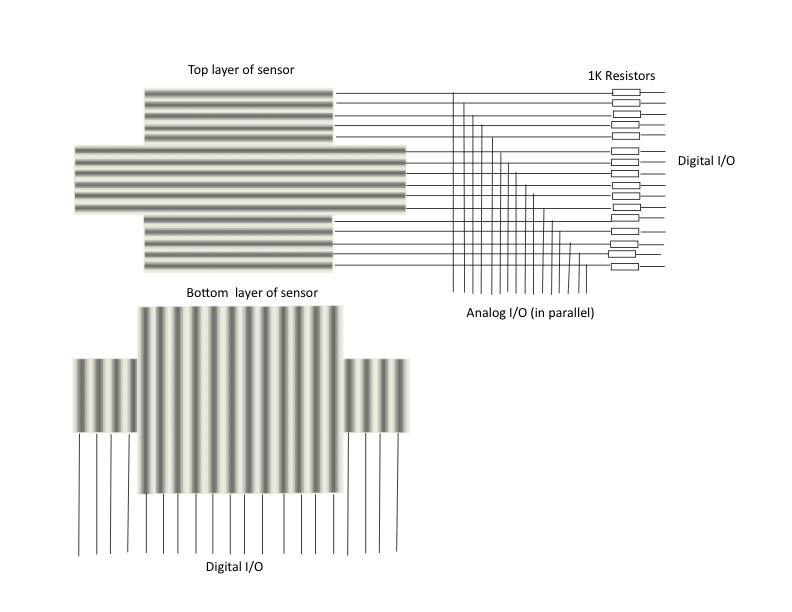 Top layer of sensor
1K Resistors
Digital I/O
Bottom  layer of sensor
Analog I/O (in parallel)
Digital I/O